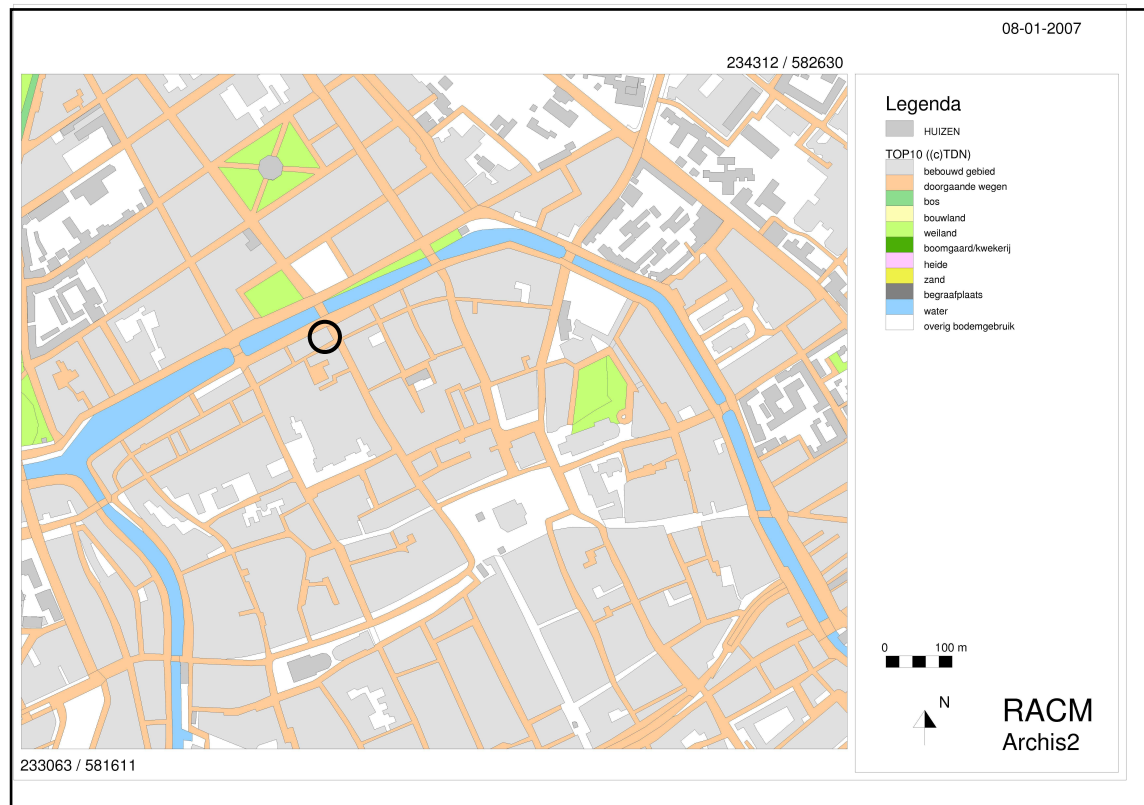 08-01-2007
234312 / 582630
Legenda
HUIZEN
TOP10 ((c)TDN)
bebouwd gebied
doorgaande wegen
bos
bouwland
weiland
boomgaard/kwekerij
heide
zand
begraafplaats
water
overig bodemgebruik
0 100 m
N
RACM
Archis2
233063 / 581611